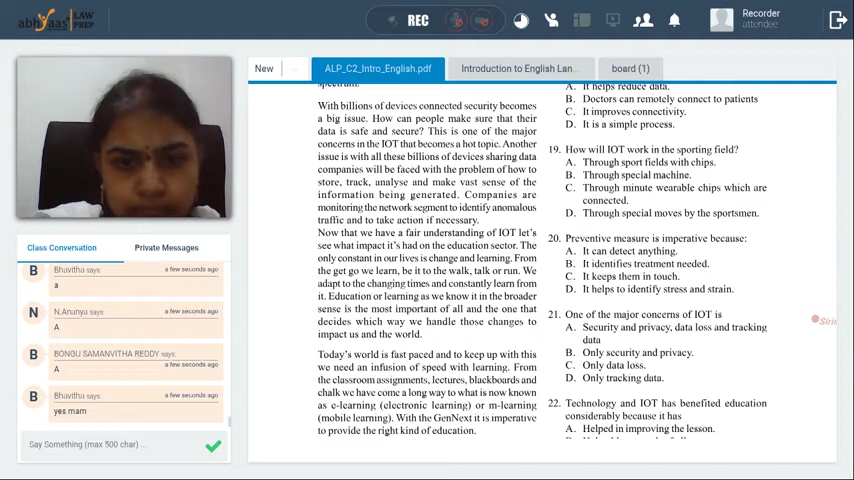 abhyaas LAW PREP
REC
Recorder
attendee
New
ALP_C2_Intro_English.pdf
Introduction to English Lan...
board (1)
Class Conversation
Private Messages
B
Bhavitha says:
a few seconds ago
a
N
N.Ananya says:
a few seconds ago
A
B
BONGU SAMANVITHA REDDY says:
a few seconds ago
A
B
Bhavitha says:
a few seconds ago
yes mam
Say Something (max 500 char) ...
spectrum.
With billions of devices connected security becomes
a big issue. How can people make sure that their
data is safe and secure? This is one of the major
concerns in the IOT that becomes a hot topic. Another
issue is with all these billions of devices sharing data
companies will be faced with the problem of how to
store, track, analyse and make vast sense of the
information being generated. Companies are
monitoring the network segment to identify anomalous
traffic and to take action if necessary.
Now that we have a fair understanding of IOT let's
see what impact it's had on the education sector. The
only constant in our lives is change and learning. From
the get go we learn, be it to the walk, talk or run. We
adapt to the changing times and constantly learn from
it. Education or learning as we know it in the broader
sense is the most important of all and the one that
decides which way we handle those changes to
impact us and the world.
Today's world is fast paced and to keep up with this
we need an infusion of speed with learning. From
the classroom assignments, lectures, blackboards and
chalk we have come a long way to what is now known
as e-learning (electronic learning) or m-learning
(mobile learning). With the GenNext it is imperative
to provide the right kind of education.
A. It helps reduce data.
B. Doctors can remotely connect to patients
C. It improves connectivity.
D. It is a simple process.
19. How will IOT work in the sporting field?
A. Through sport fields with chips.
B. Through special machine.
C. Through minute wearable chips which are
connected.
D. Through special moves by the sportsmen.
20. Preventive measure is imperative because:
A. It can detect anything.
B. It identifies treatment needed.
C. It keeps them in touch.
D. It helps to identify stress and strain.
21. One of the major concerns of IOT is
A. Security and privacy, data loss and tracking
data
B. Only security and privacy.
C. Only data loss.
D. Only tracking data.
22. Technology and IOT has benefited education
considerably because it has
A. Helped in improving the lesson.